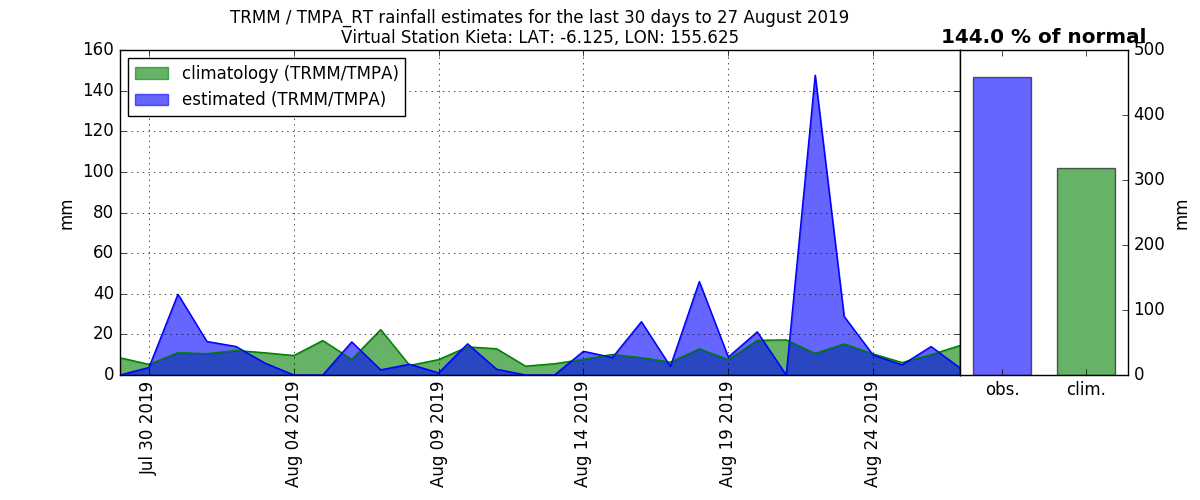 TRMM / TMPA_RT rainfall estimates for the last 30 days to 27 August 2019
Virtual Station Kieta: LAT: -6.125, LON: 155.625
144.0 % of normal
climatology (TRMM/TMPA)
estimated (TRMM/TMPA)
160
140
120
100
80
60
40
20
0
mm
Jul 30 2019
Aug 04 2019
Aug 09 2019
Aug 14 2019
Aug 19 2019
Aug 24 2019
500
400
300
200
100
0
mm
obs.
clim.